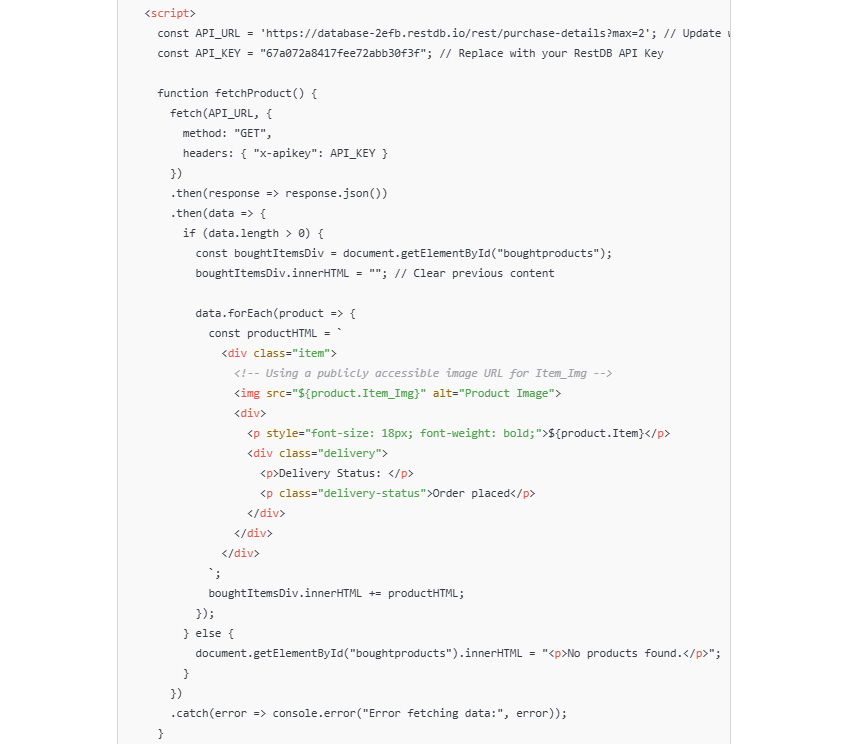 <script>
const API_URL = 'https://database-2efb.restdb.io/rest/purchase-details?max=2'; // Update
const API_KEY = "67a072a8417fee72abb30f3f"; // Replace with your RestDB API Key
function fetchProduct() {
fetch(API_URL, {
method: "GET",
headers: { "x-apikey": API_KEY }
})
.then(response => response.json())
.then(data => {
if (data.length > 0) {
const boughtItemsDiv = document.getElementById("boughtproducts");
boughtItemsDiv.innerHTML = ""; // Clear previous content
data.forEach(product => {
const productHTML = `
<div class="item">
<!-- Using a publicly accessible image URL for Item_Img -->
<img src="${product.Item_Img}" alt="Product Image">
<div>
<p style="font-size: 18px; font-weight: bold;">${product.Item}</p>
<div class="delivery">
<p>Delivery Status: </p>
<p class="delivery-status">Order placed</p>
</div>
</div>
</div>
`;
boughtItemsDiv.innerHTML += productHTML;
});
} else {
document.getElementById("boughtproducts").innerHTML = "<p>No products found.</p>";
}
})
.catch(error => console.error("Error fetching data:", error));
}